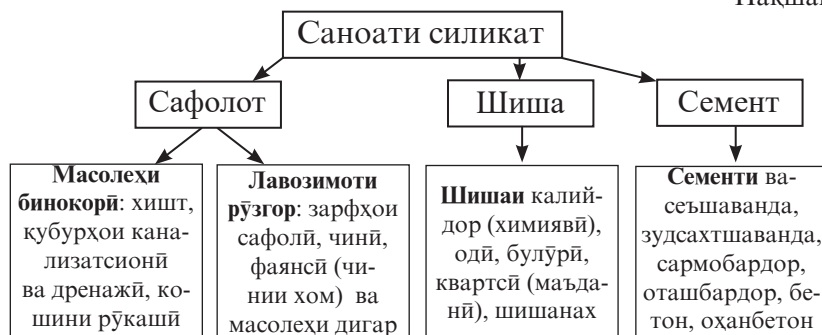 Саноати силикат
Сафолот
Шиша
Семент
Масолеҳи
бинокорӣ: хишт,
қубурҳои кана-
лизатсионӣ
ва дренажӣ, ко-
шини рӯкашӣ
Лавозимоти
рӯзгор: зарфҳои
сафолӣ, чинӣ,
фаянсӣ (чи-
нии хом) ва
масолеҳи дигар
Шишаи калий-
дор (химиявӣ),
одӣ, булӯрӣ,
квартсӣ (маъда-
нӣ), шишанах
Сементи ва-
сеъшаванда,
зудсахтшаванда,
сармобардор,
оташбардор, бе-
тон, оҳанбетон